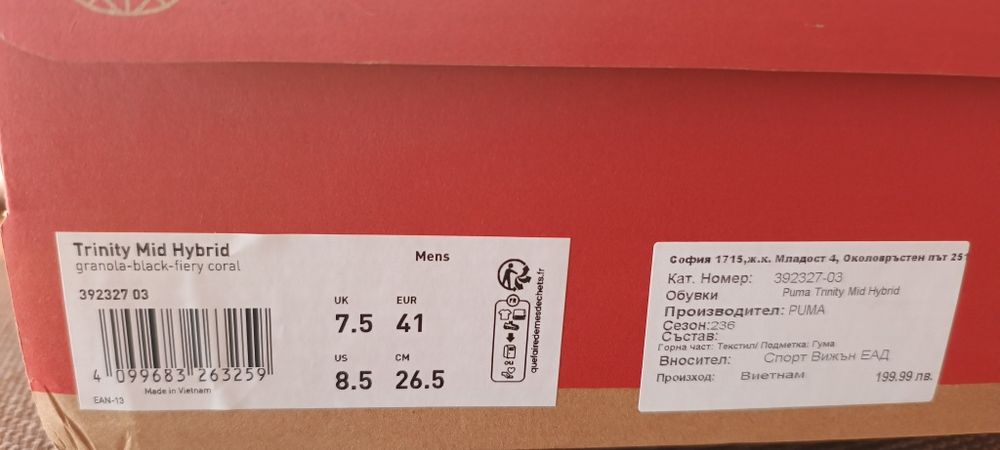 Trinity Mid Hybrid
granola-black-fiery coral
Mens
392327 03
UK EUR
7.5 41
US CM
8.5 26.5
4 099683 263259
Made in Vietnam
EAN-13
FR
quefairedemesdechets.fr
София 1715,ж.к. Младост 4, Околовръстен път 251
Кат. Номер: 392327-03
Обувки Puma Trinity Mid Hybrid
Производител: PUMA
Сезон:236
Състав:
Горна част: Текстил/ Подметка: Гума
Вносител: Спорт Вижън ЕАД
Произход: Виетнам 199.99 лв.